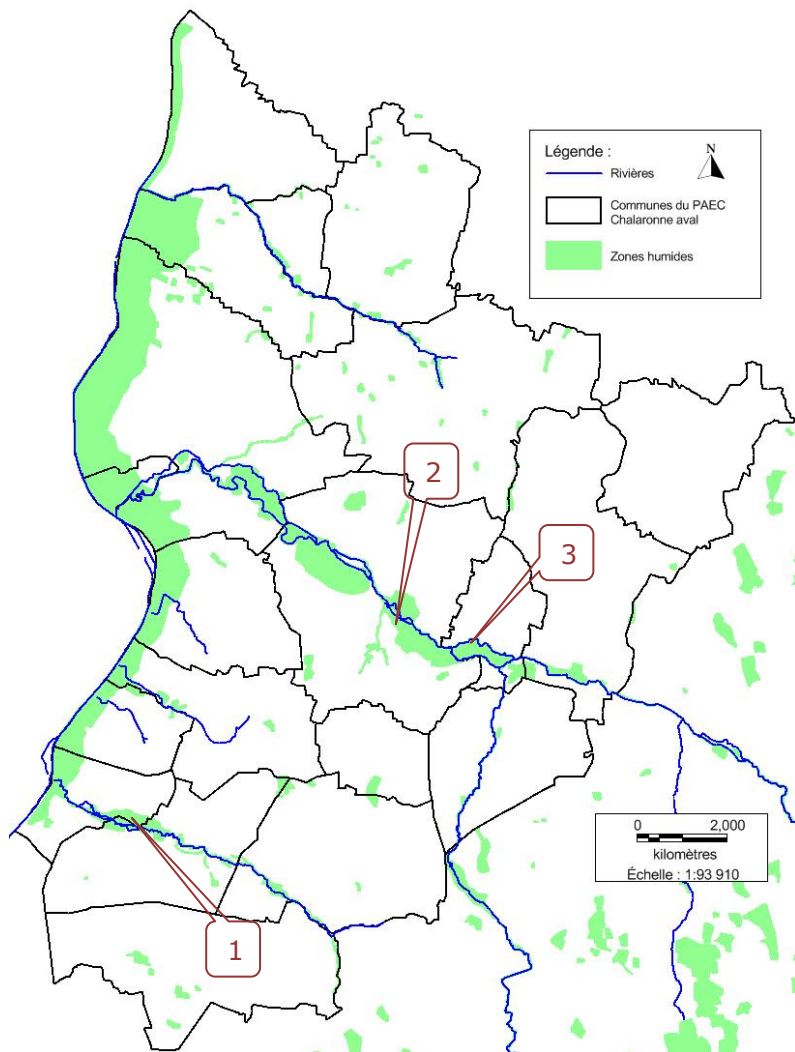 Légende :
N
Rivières
Communes du PAEC
Chalaronne aval
Zones humides
2
3
0 2,000
kilomètres
Échelle : 1:93 910
1